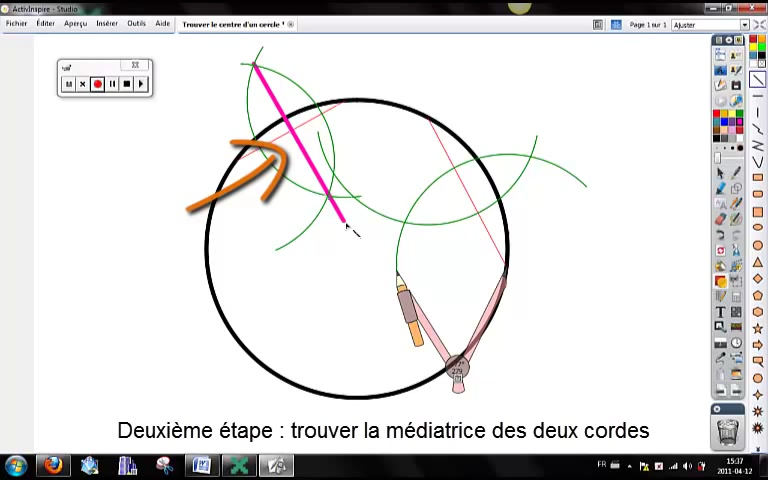 ActivInspire - Studio
Fichier Éditer Aperçu Insérer Outils Aide
Trouver le centre d'un cercle *
Page 1 sur 1
Ajuster
Deuxième étape : trouver la médiatrice des deux cordes
FR
15:37
2011-04-12